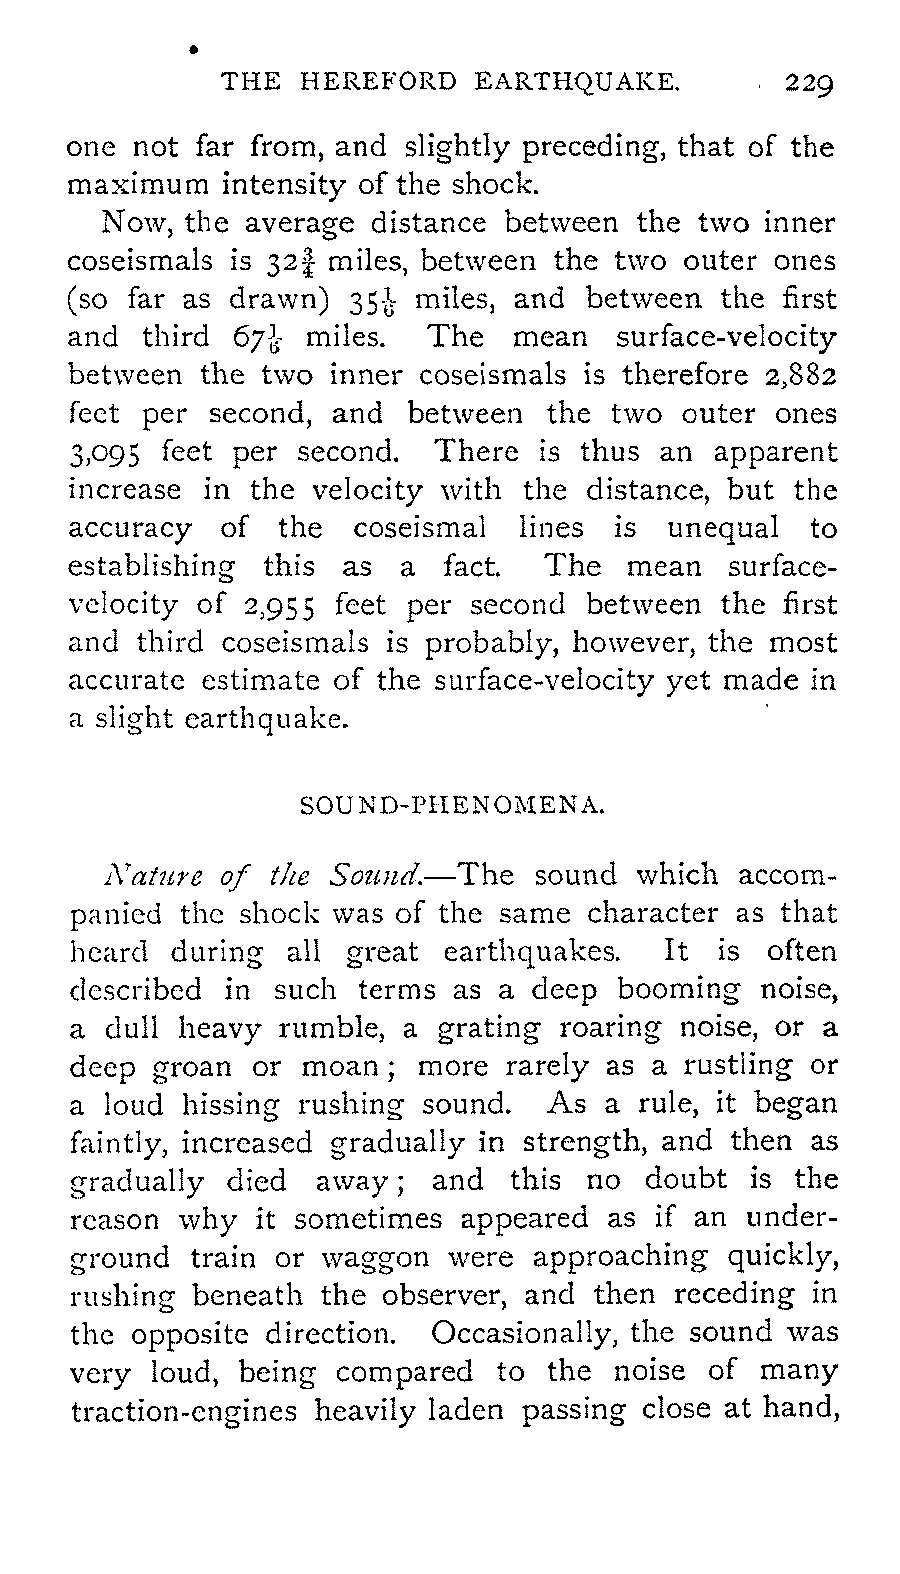 THE HEREFORD EARTHQUAKE. 229
one not far from, and slightly preceding, that of the
maximum intensity of the shock.
Now, the average distance between the two inner
coseismals is 32¾ miles, between the two outer ones
(so far as drawn) 35⅙ miles, and between the first
and third 67⅙ miles. The mean surface-velocity
between the two inner coseismals is therefore 2,882
feet per second, and between the two outer ones
3,095 feet per second. There is thus an apparent
increase in the velocity with the distance, but the
accuracy of the coseismal lines is unequal to
establishing this as a fact. The mean surface-
velocity of 2,955 feet per second between the first
and third coseismals is probably, however, the most
accurate estimate of the surface-velocity yet made in
a slight earthquake.
SOUND-PHENOMENA.
Nature of the Sound.—The sound which accom-
panied the shock was of the same character as that
heard during all great earthquakes. It is often
described in such terms as a deep booming noise,
a dull heavy rumble, a grating roaring noise, or a
deep groan or moan; more rarely as a rustling or
a loud hissing rushing sound. As a rule, it began
faintly, increased gradually in strength, and then as
gradually died away; and this no doubt is the
reason why it sometimes appeared as if an under-
ground train or waggon were approaching quickly,
rushing beneath the observer, and then receding in
the opposite direction. Occasionally, the sound was
very loud, being compared to the noise of many
traction-engines heavily laden passing close at hand,